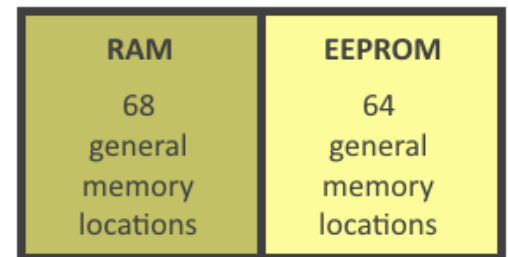 RAM
68
general
memory
locations
EEPROM
64
general
memory
locations